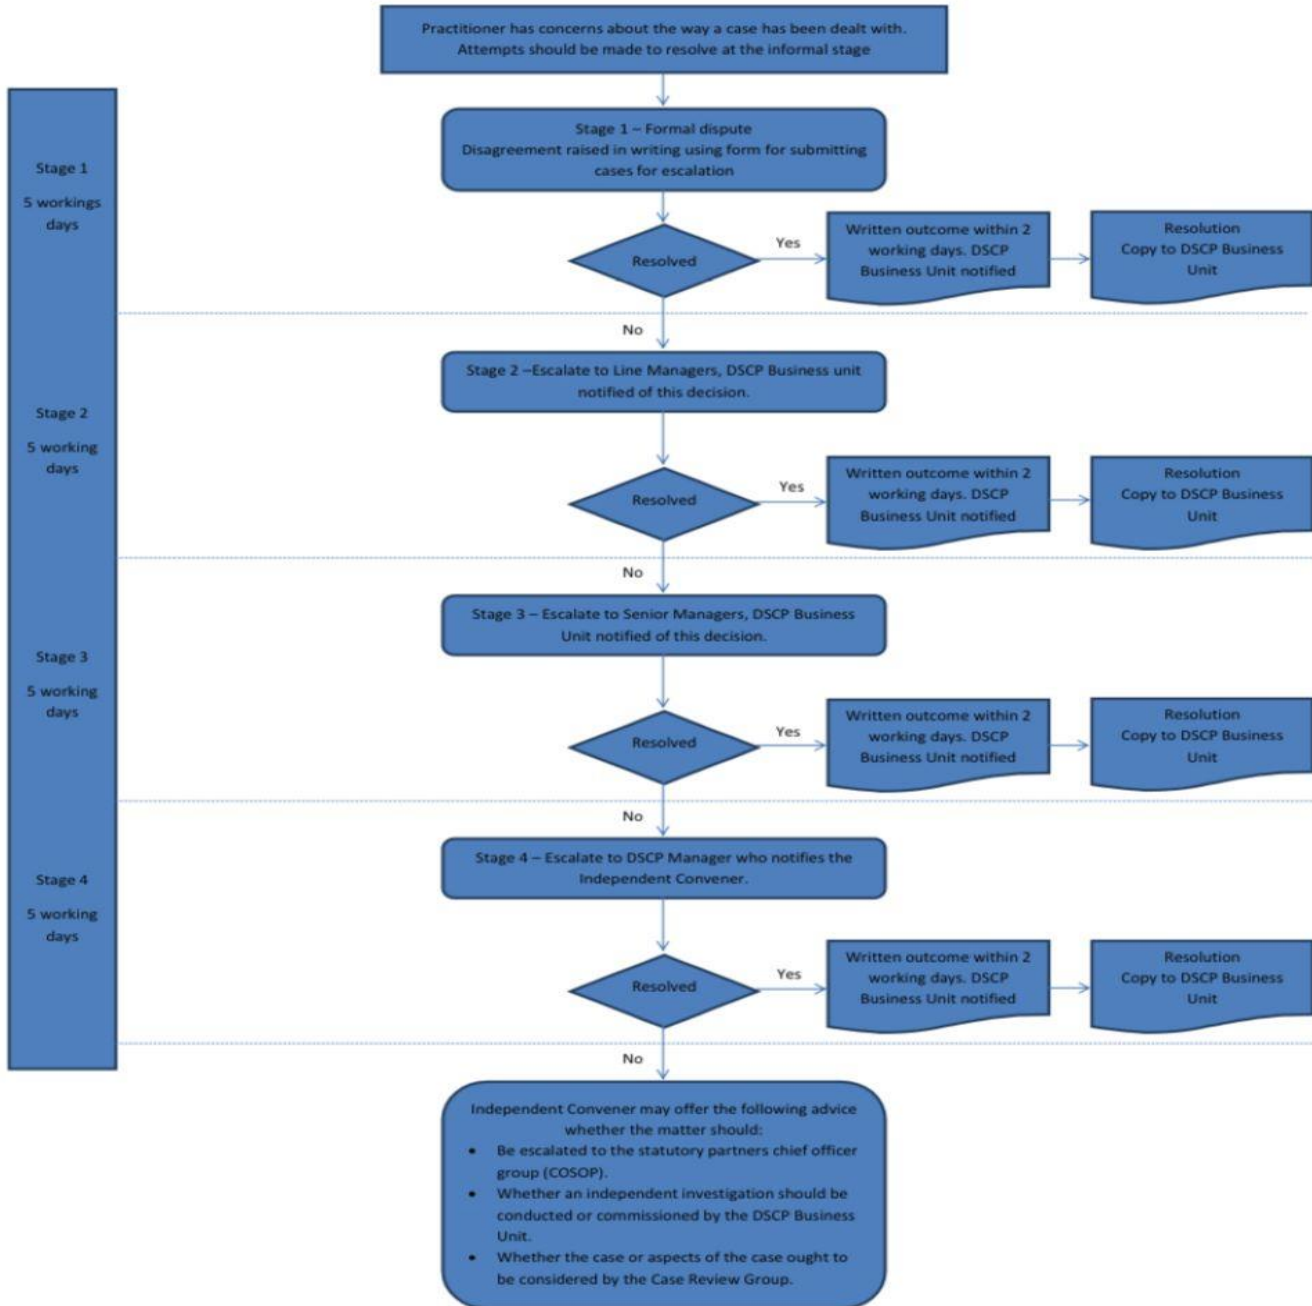 Practitioner has concerns about the way a case has been dealt with.
Attempts should be made to resolve at the informal stage
Stage 1
5 workings
days
Stage 1 – Formal dispute
Disagreement raised in writing using form for submitting
cases for escalation
Resolved
Yes
Written outcome within 2
working days. DSCP
Business Unit notified
Resolution
Copy to DSCP Business
Unit
No
Stage 2
5 working
days
Stage 2 –Escalate to Line Managers, DSCP Business unit
notified of this decision.
Resolved
Yes
Written outcome within 2
working days. DSCP
Business Unit notified
Resolution
Copy to DSCP Business
Unit
No
Stage 3
5 working
days
Stage 3 – Escalate to Senior Managers, DSCP Business
Unit notified of this decision.
Resolved
Yes
Written outcome within 2
working days. DSCP
Business Unit notified
Resolution
Copy to DSCP Business
Unit
No
Stage 4
5 working
days
Stage 4 – Escalate to DSCP Manager who notifies the
Independent Convener.
Resolved
Yes
Written outcome within 2
working days. DSCP
Business Unit notified
Resolution
Copy to DSCP Business
Unit
No
Independent Convener may offer the following advice
whether the matter should:
• Be escalated to the statutory partners chief officer
group (COSOP).
• Whether an independent investigation should be
conducted or commissioned by the DSCP Business
Unit.
• Whether the case or aspects of the case ought to
be considered by the Case Review Group.